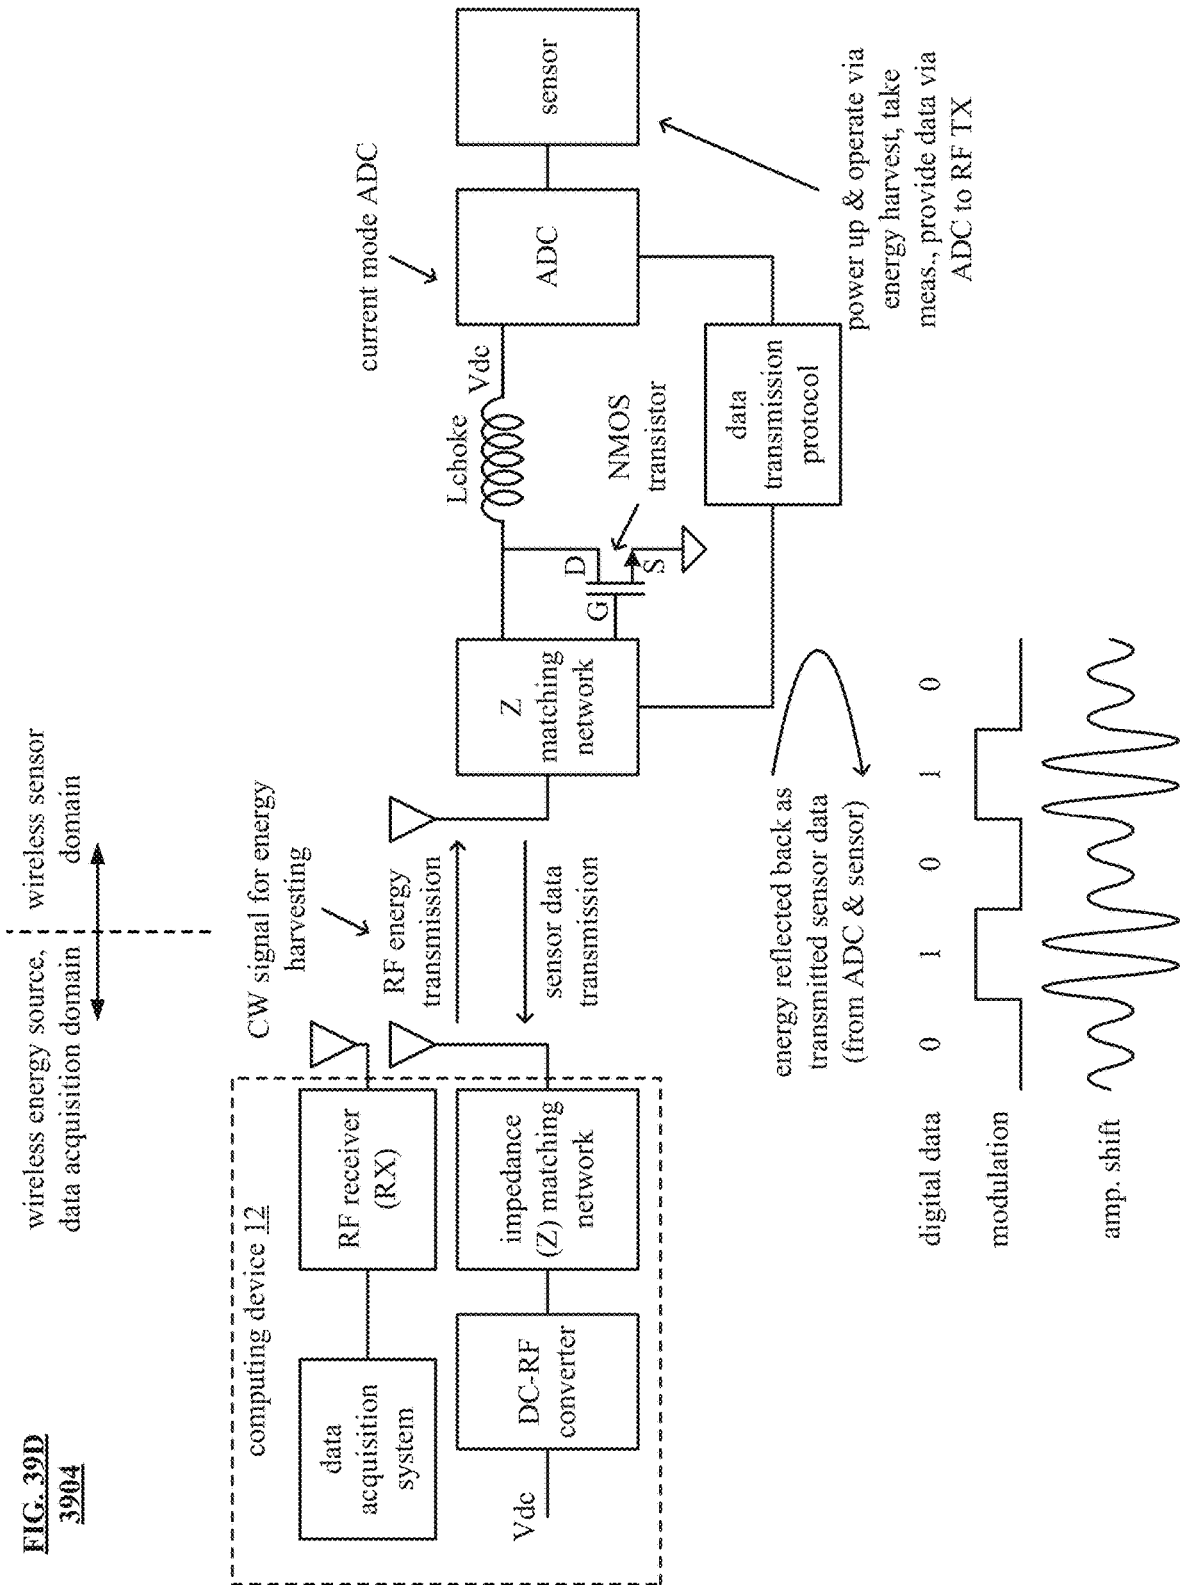 FIG. 39D
3904
wireless energy source,
data acquisition domain
wireless sensor
domain
computing device 12
data
acquisition
system
RF receiver
(RX)
Vdc
DC-RF
converter
impedance
(Z) matching
network
CW signal for energy
harvesting
RF energy
transmission
sensor data
transmission
Z
matching
network
G
D
S
NMOS
transistor
Lchoke
Vdc
current mode ADC
ADC
sensor
data
transmission
protocol
power up & operate via
energy harvest, take
meas., provide data via
ADC to RF TX
energy reflected back as
transmitted sensor data
(from ADC & sensor)
digital data 0 1 0 1 0
modulation
amp. shift